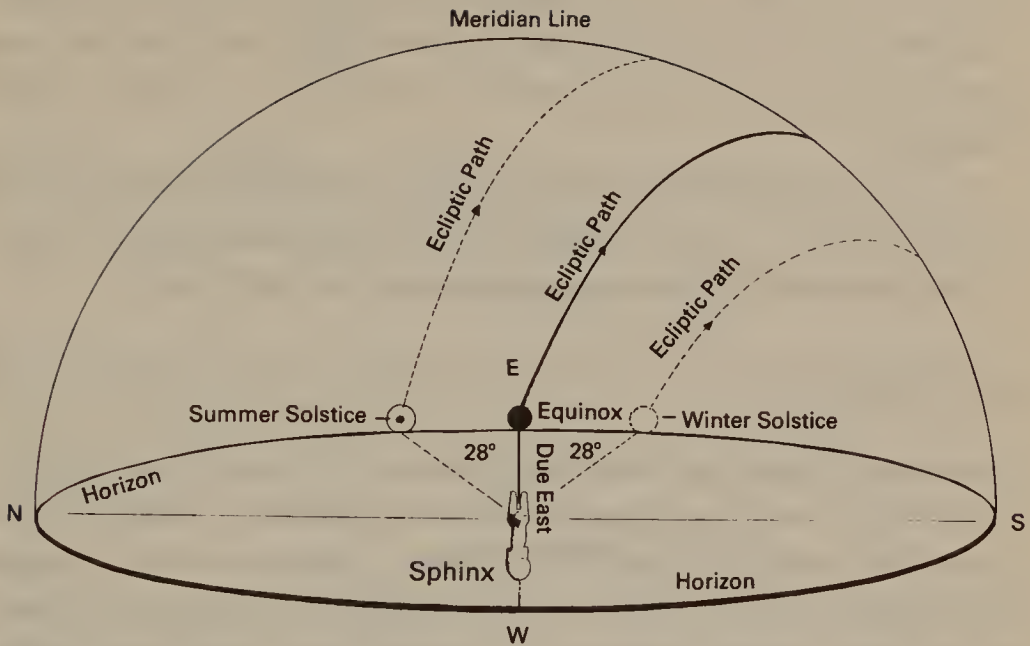 Meridian Line
Ecliptic Path
Ecliptic Path
Ecliptic Path
E
Summer Solstice
Equinox
Winter Solstice
28°
28°
Due East
Horizon
N
S
Sphinx
Horizon
W